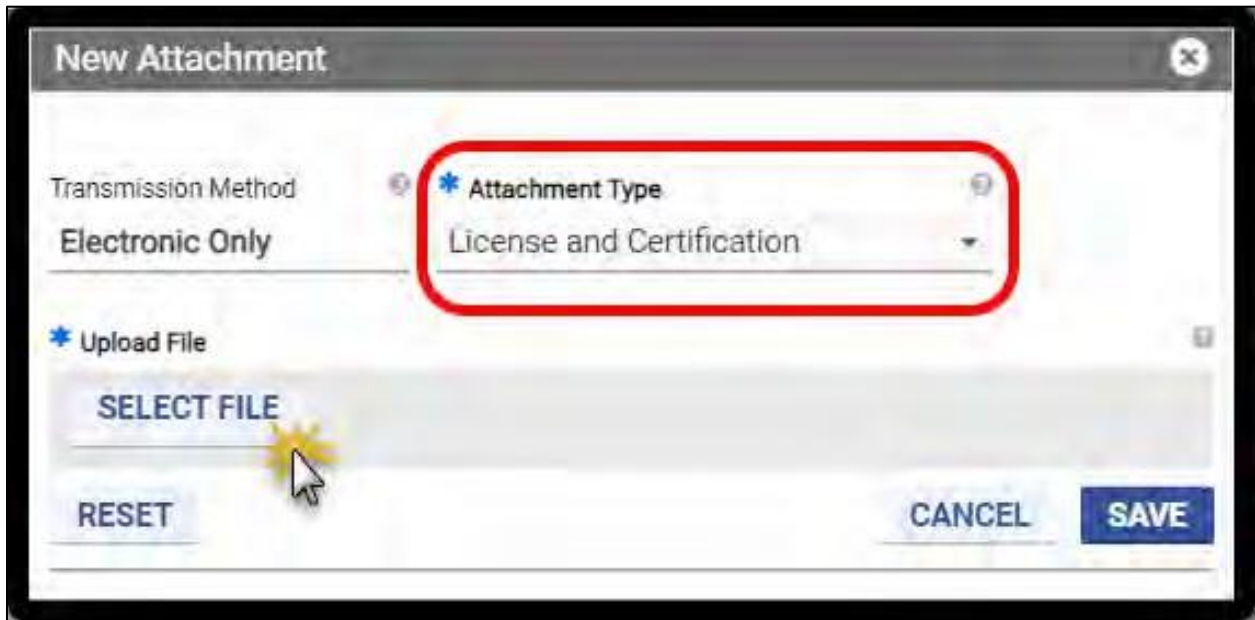 New Attachment
Transmission Method
* Attachment Type
Electronic Only
License and Certification
* Upload File
SELECT FILE
RESET
CANCEL
SAVE